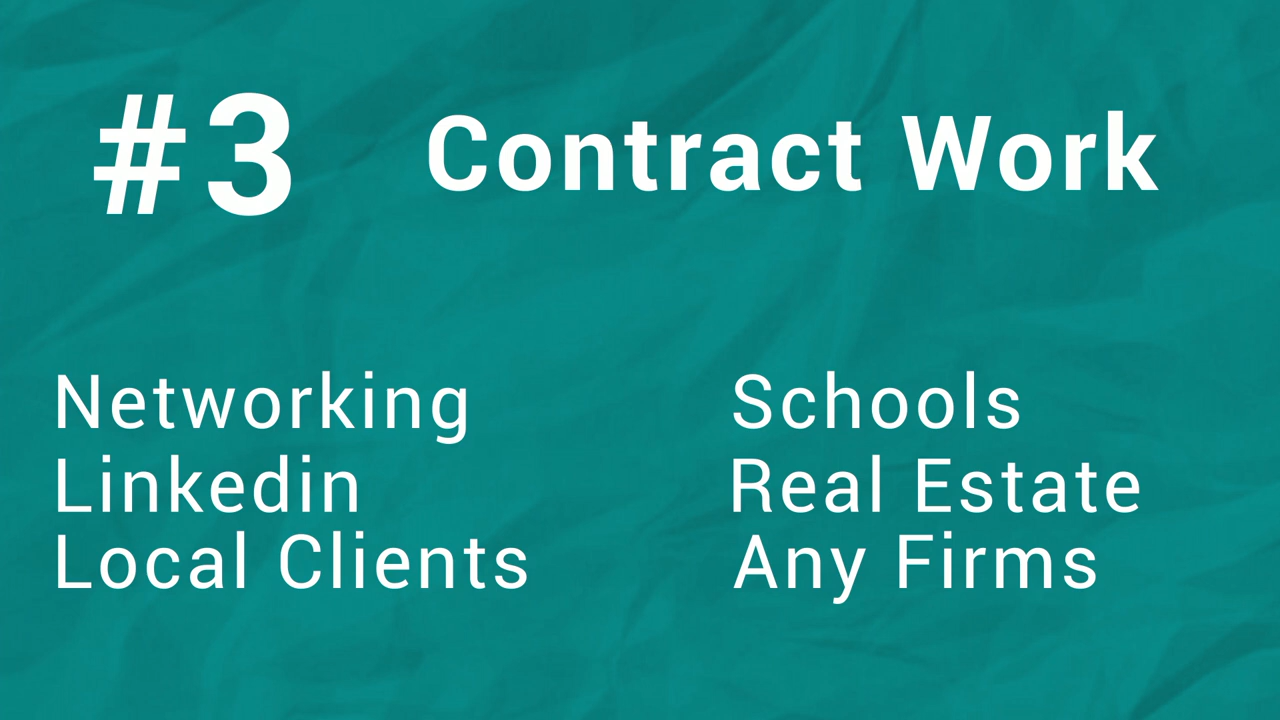 #3 Contract Work
Networking
Linkedin
Local Clients
Schools
Real Estate
Any Firms